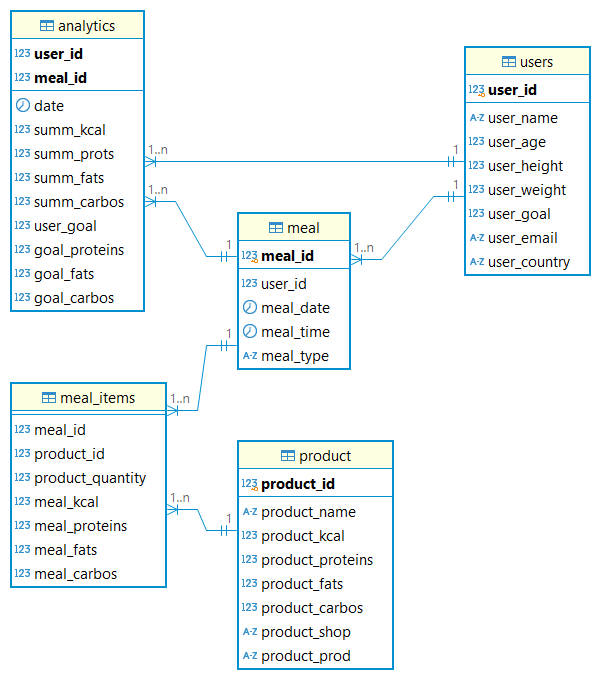 analytics
123 user_id
123 meal_id
date
123 summ_kcal
123 summ_prots
123 summ_fats
123 summ_carbos
123 user_goal
123 goal_proteins
123 goal_fats
123 goal_carbos
users
123 user_id
A-Z user_name
123 user_age
123 user_height
123 user_weight
123 user_goal
A-Z user_email
A-Z user_country
1..n
1
1..n
1
1
1..n
meal
123 meal_id
123 user_id
meal_date
meal_time
A-Z meal_type
1
1..n
meal_items
123 meal_id
123 product_id
123 product_quantity
123 meal_kcal
123 meal_proteins
123 meal_fats
123 meal_carbos
1..n
1
product
123 product_id
A-Z product_name
123 product_kcal
123 product_proteins
123 product_fats
123 product_carbos
A-Z product_shop
A-Z product_prod